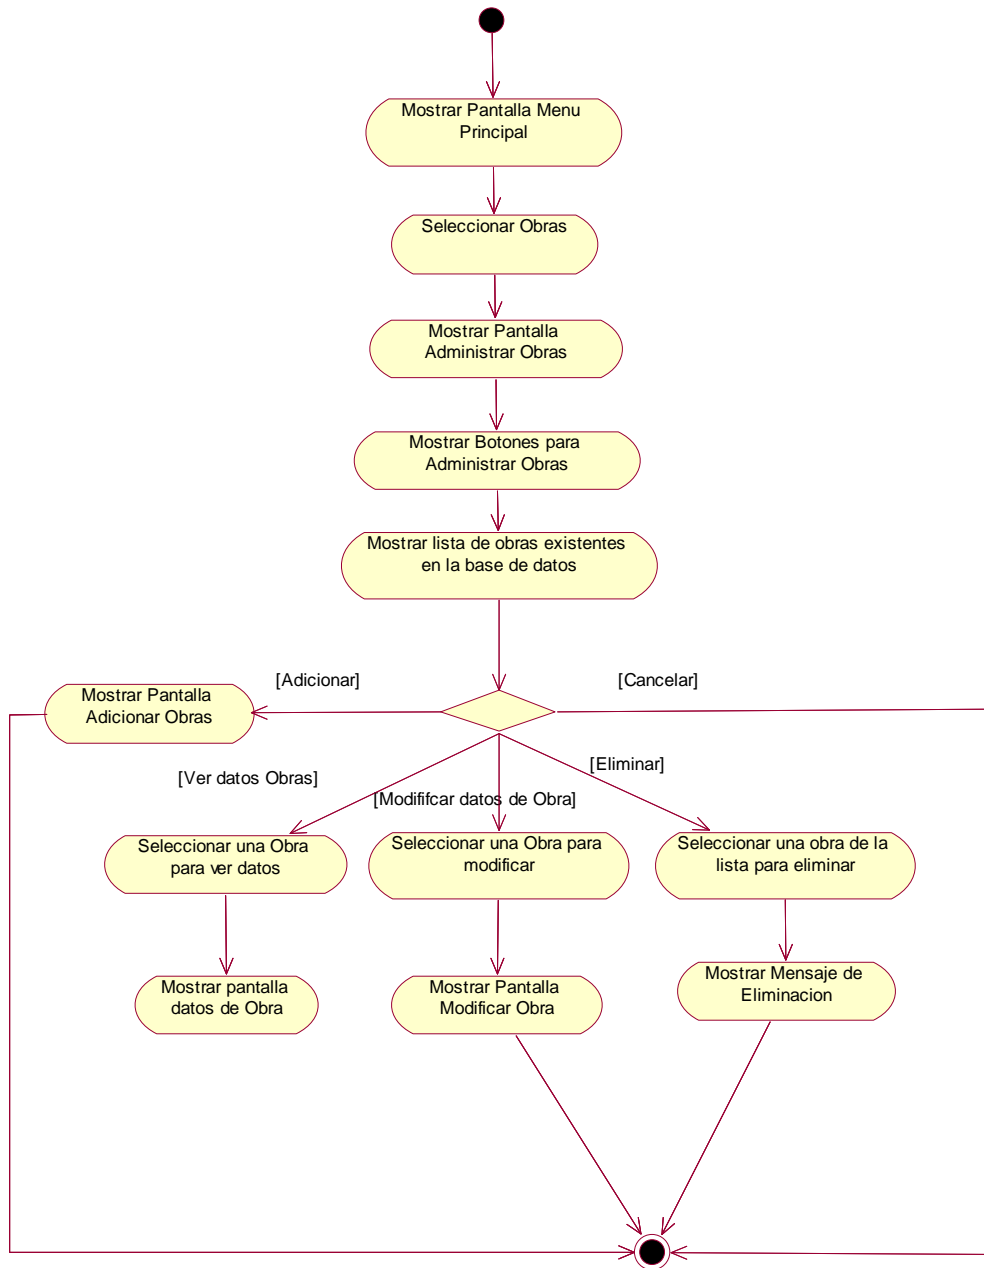 Mostrar Pantalla Menu
Principal
Seleccionar Obras
Mostrar Pantalla
Administrar Obras
Mostrar Botones para
Administrar Obras
Mostrar lista de obras existentes
en la base de datos
[Adicionar]
[Cancelar]
Mostrar Pantalla
Adicionar Obras
[Ver datos Obras]
[Modififcar datos de Obra]
[Eliminar]
Seleccionar una Obra
para ver datos
Seleccionar una Obra para
modificar
Seleccionar una obra de la
lista para eliminar
Mostrar pantalla
datos de Obra
Mostrar Pantalla
Modificar Obra
Mostrar Mensaje de
Eliminacion